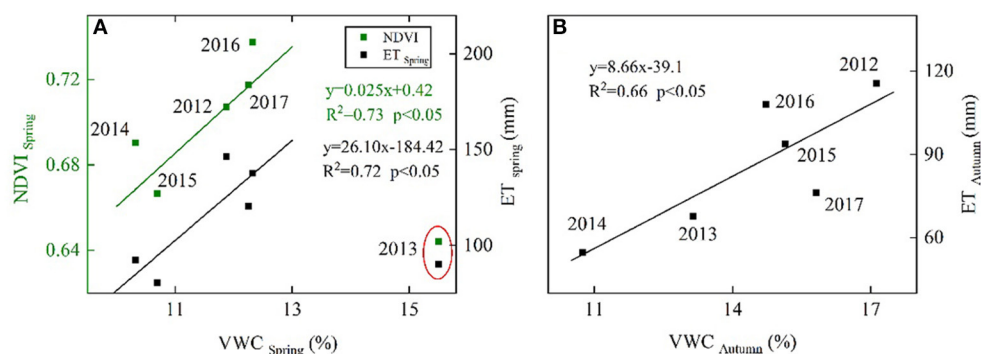 A
NDVI
ET Spring
2016
2012
2017
2014
2015
2013
y=0.025x+0.42
R2=0.73 p<0.05
y=26.10x-184.42
R2=0.72 p<0.05
0.72
0.68
0.64
NDVI Spring
200
150
100
ET spring (mm)
11
13
15
VWC Spring (%)
B
y=8.66x-39.1
R2=0.66 p<0.05
2012
2016
2015
2017
2014
2013
120
90
60
ET Autumn (mm)
11
14
17
VWC Autumn (%)